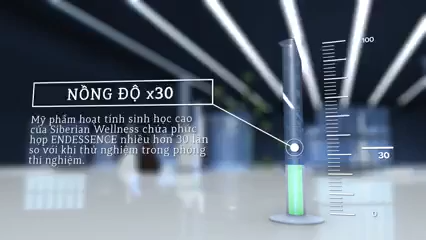 NỒNG ĐỘ x30
Mỹ phẩm hoạt tính sinh học cao
của Siberian Wellness chứa phức
hợp ENDESSENCE nhiều hơn 30 lần
so với khi thử nghiệm trong phòng
thí nghiệm.
100
30
0